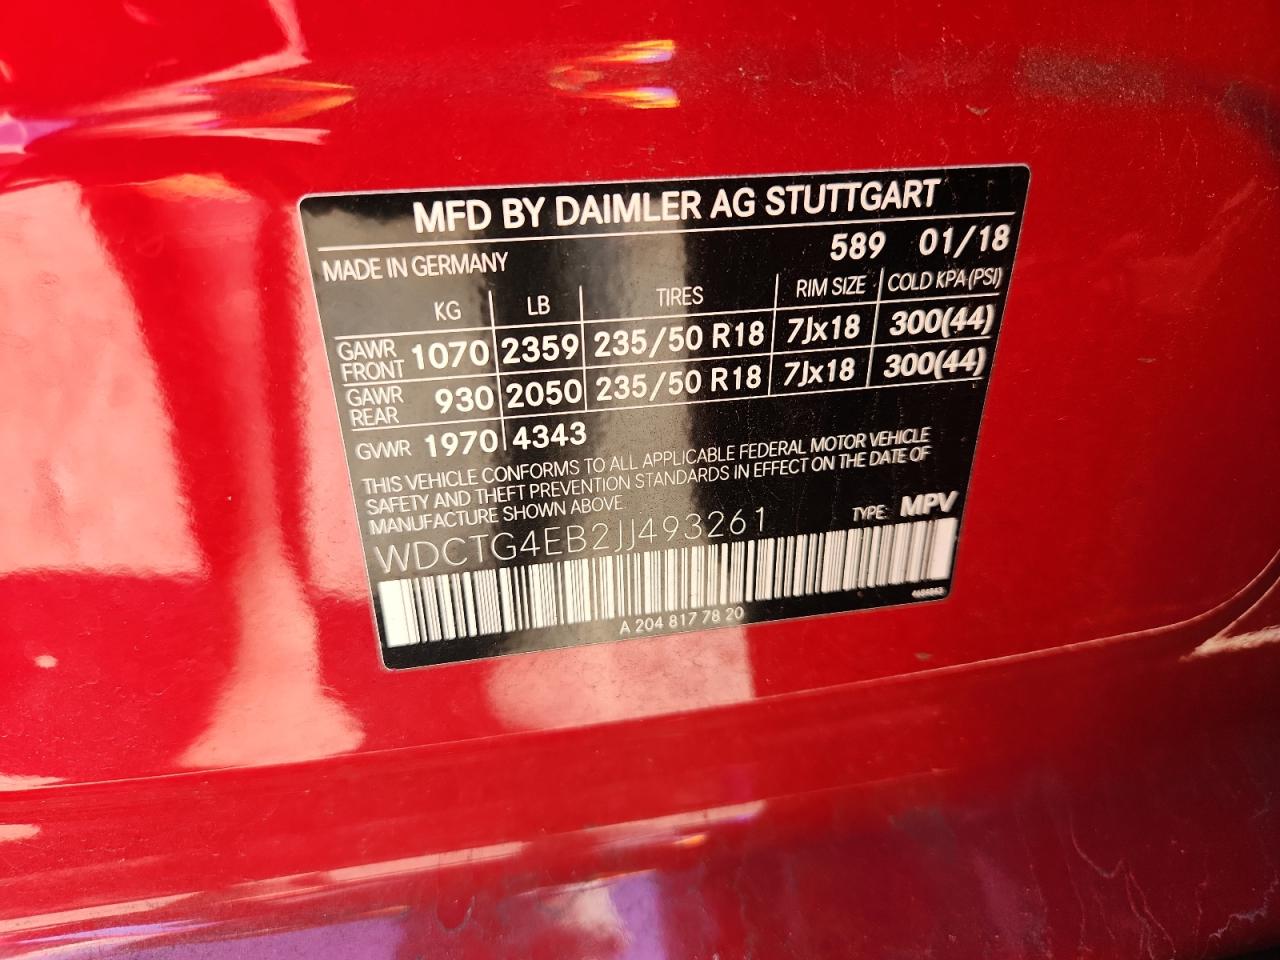 MFD BY DAIMLER AG STUTTGART
589 01/18
MADE IN GERMANY
KG LB TIRES RIM SIZE COLD KPA (PSI)
GAWR FRONT 1070 2359 235/50 R18 7Jx18 300(44)
GAWR REAR 930 2050 235/50 R18 7Jx18 300(44)
GVWR 1970 4343
THIS VEHICLE CONFORMS TO ALL APPLICABLE FEDERAL MOTOR VEHICLE
SAFETY AND THEFT PREVENTION STANDARDS IN EFFECT ON THE DATE OF
MANUFACTURE SHOWN ABOVE
WDCTG4EB2JJ493261 TYPE: MPV
A 204 817 78 20